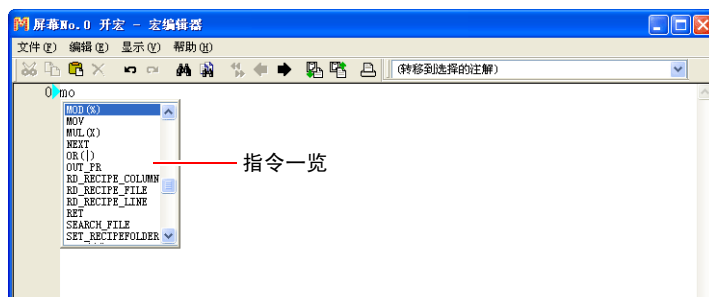 屏幕No.0 开宏 - 宏编辑器
文件(F) 编辑(E) 显示(V) 帮助(H)
(转移到选择的注解)
0 mo
MOD(%)
MOV
MUL(X)
NEXT
OR(|)
OUT_PR
RD_RECIPE_COLUMN
RD_RECIPE_FILE
RD_RECIPE_LINE
RET
SEARCH_FILE
SET_RECIPEFOLDER
指令一览